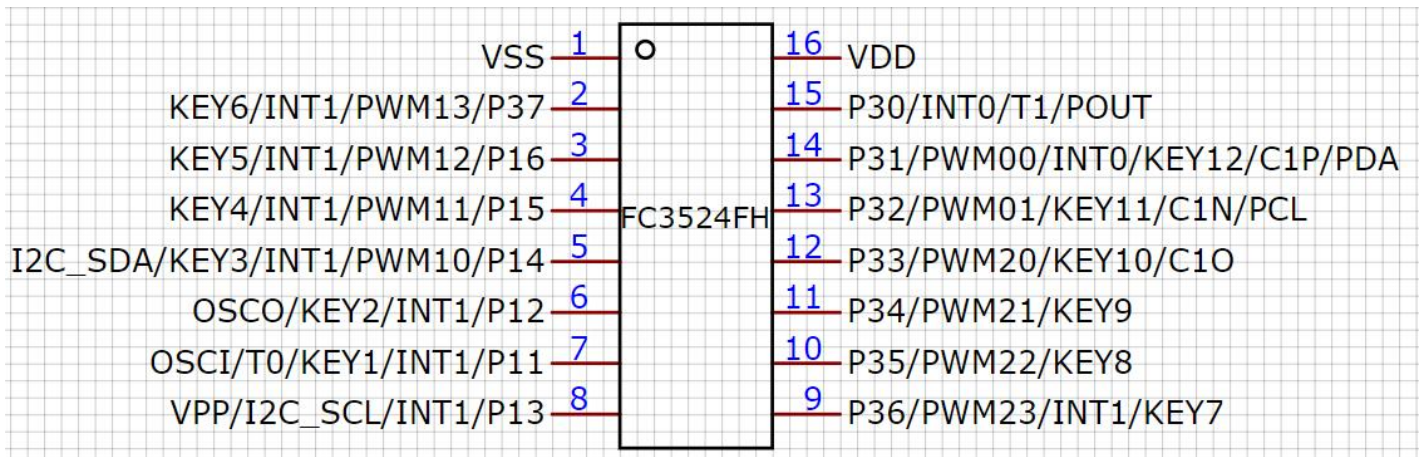 VSS 1 16 VDD
KEY6/INT1/PWM13/P37 2 15 P30/INT0/T1/POUT
KEY5/INT1/PWM12/P16 3 14 P31/PWM00/INT0/KEY12/C1P/PDA
KEY4/INT1/PWM11/P15 4 13 P32/PWM01/KEY11/C1N/PCL
FC3524FH
I2C_SDA/KEY3/INT1/PWM10/P14 5 12 P33/PWM20/KEY10/C1O
OSCO/KEY2/INT1/P12 6 11 P34/PWM21/KEY9
OSCI/T0/KEY1/INT1/P11 7 10 P35/PWM22/KEY8
VPP/I2C_SCL/INT1/P13 8 9 P36/PWM23/INT1/KEY7